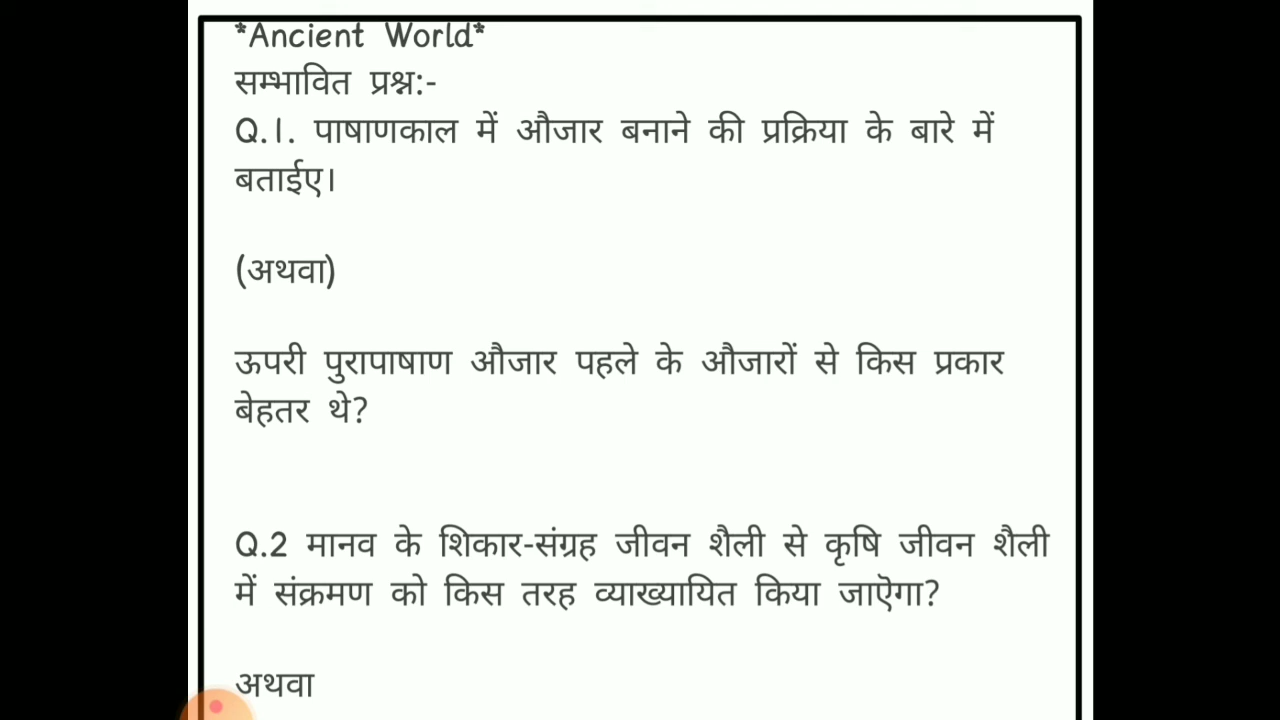 *Ancient World*
सम्भावित प्रश्न:-
Q.1. पाषाणकाल में औजार बनाने की प्रक्रिया के बारे में
बताईए।
(अथवा)
ऊपरी पुरापाषाण औजार पहले के औजारों से किस प्रकार
बेहतर थे?
Q.2 मानव के शिकार-संग्रह जीवन शैली से कृषि जीवन शैली
में संक्रमण को किस तरह व्याख्यायित किया जाऐगा?
अथवा